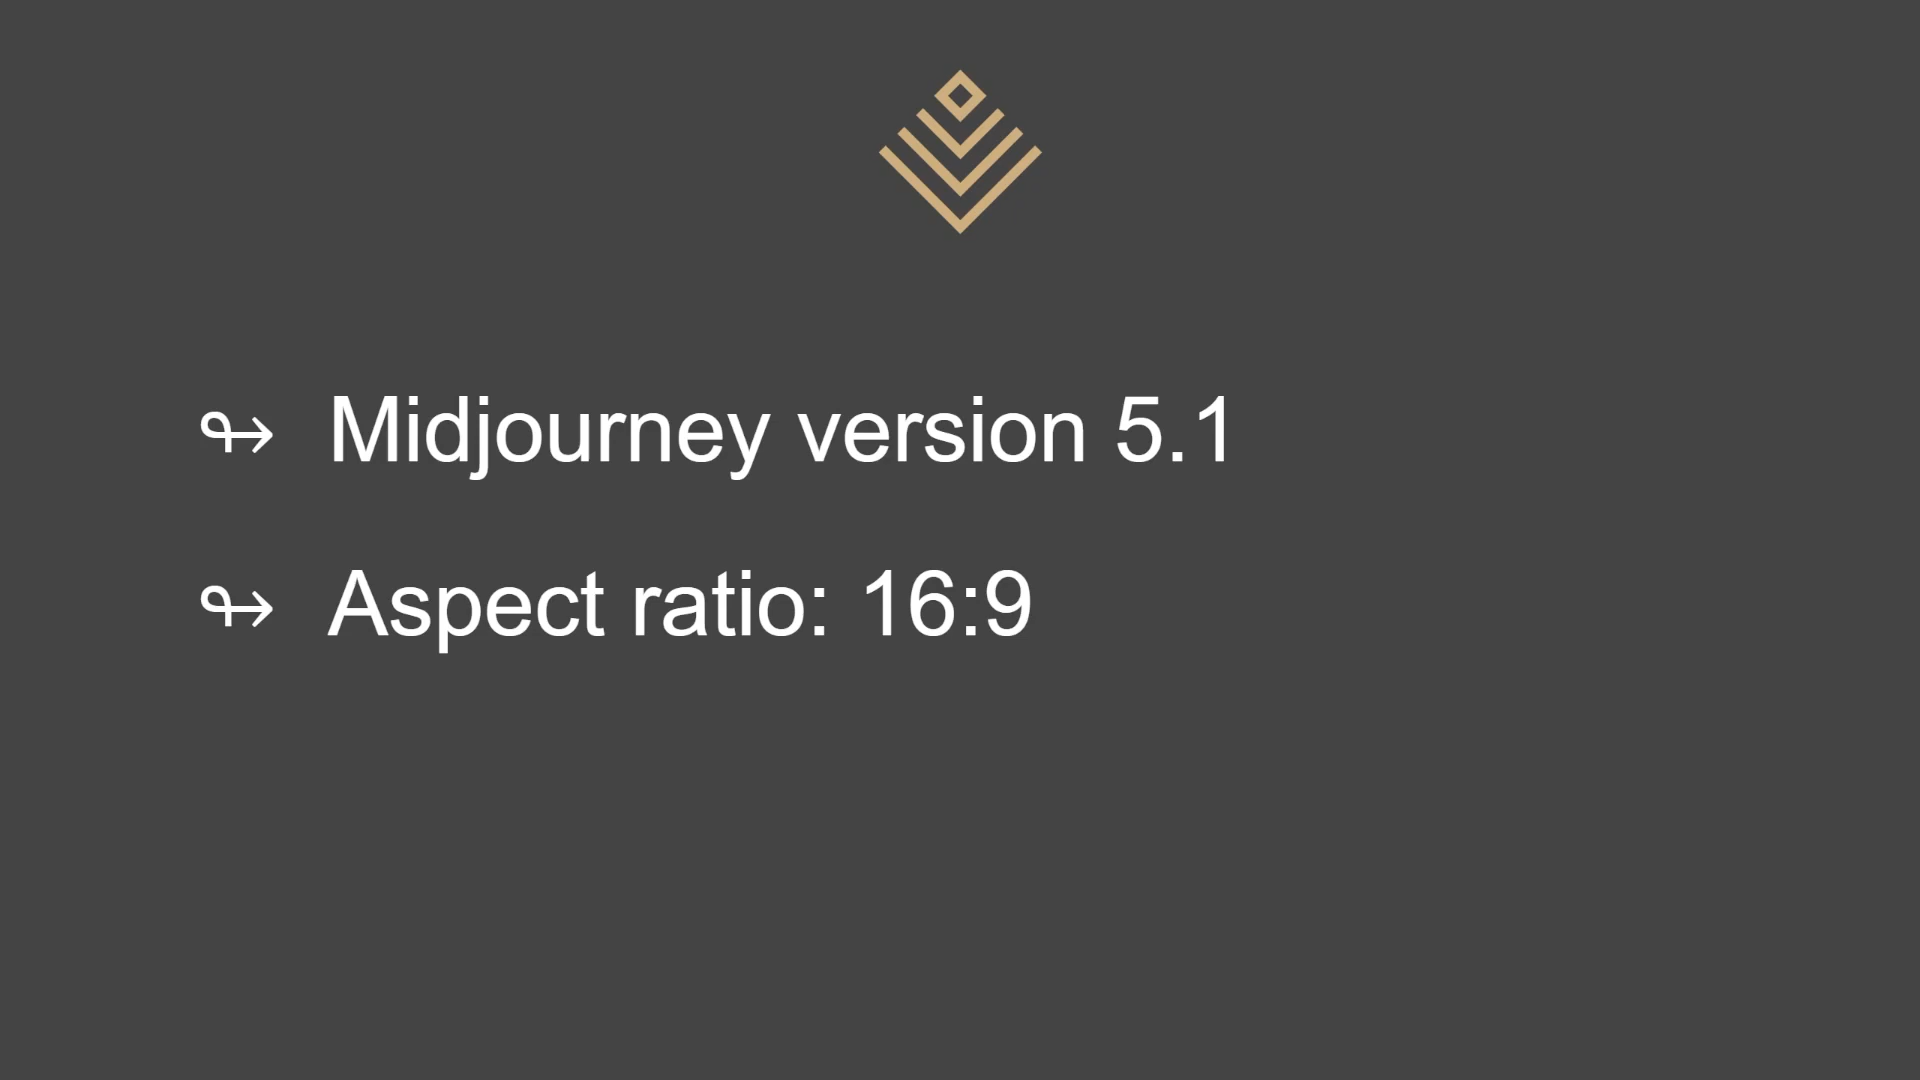 ↬ Midjourney version 5.1
↬ Aspect ratio: 16:9